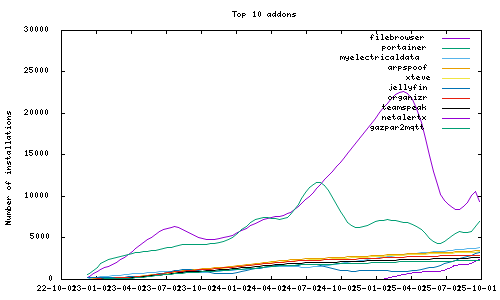 Top 10 addons
30000
25000
20000
15000
10000
5000
0
Number of installations
filebrowser
portainer
myelectricaldata
arpspoof
xteve
jellyfin
organizr
teamspeak
netalertx
gazpar2mqtt
22-10-023-01-023-04-023-07-023-10-024-01-024-04-024-07-024-10-025-01-025-04-025-07-025-10-01